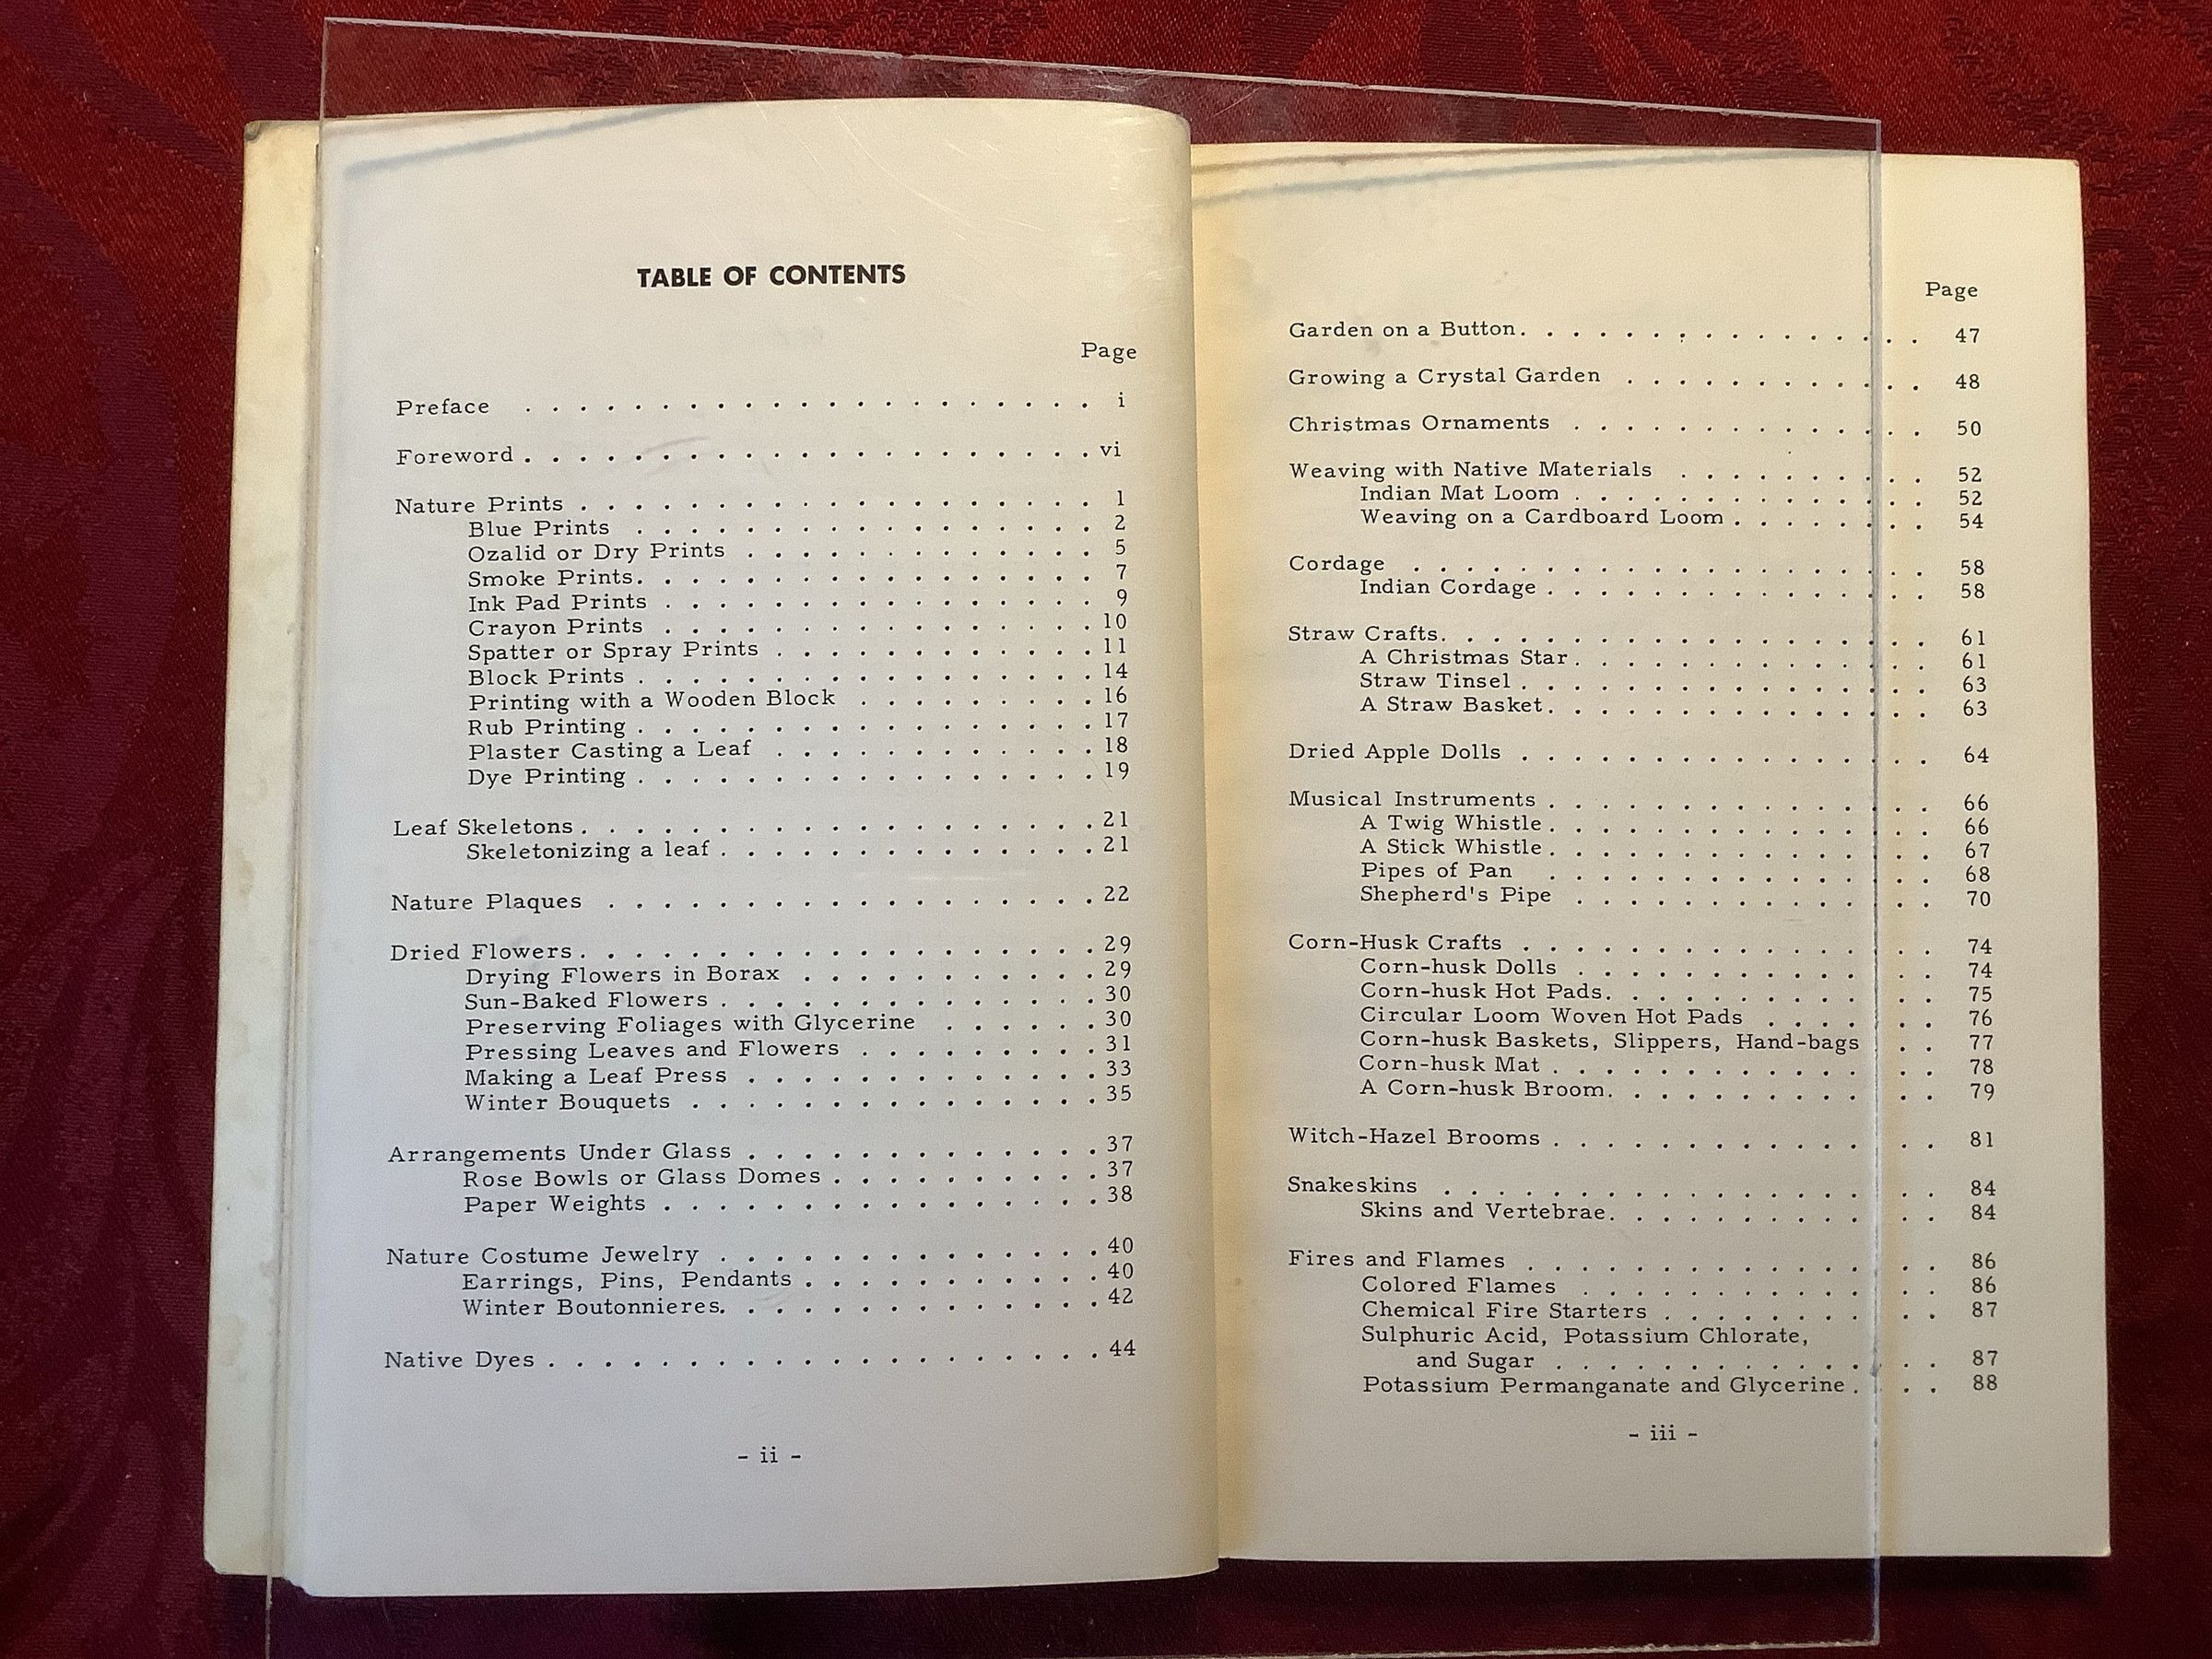 TABLE OF CONTENTS
Page
Preface . . . . . . . . . . . . . . . . . . . . . i
Foreword . . . . . . . . . . . . . . . . . . . . . vi
Nature Prints . . . . . . . . . . . . . . . . . . . 1
Blue Prints . . . . . . . . . . . . . . . . . 2
Ozalid or Dry Prints . . . . . . . . . . . . . 5
Smoke Prints . . . . . . . . . . . . . . . . . 7
Ink Pad Prints . . . . . . . . . . . . . . . . 9
Crayon Prints . . . . . . . . . . . . . . . . 10
Spatter or Spray Prints . . . . . . . . . . . . 11
Block Prints . . . . . . . . . . . . . . . . . 14
Printing with a Wooden Block . . . . . . . . . 16
Rub Printing . . . . . . . . . . . . . . . . . 17
Plaster Casting a Leaf . . . . . . . . . . . . 18
Dye Printing . . . . . . . . . . . . . . . . . 19
Leaf Skeletons . . . . . . . . . . . . . . . . . . . 21
Skeletonizing a leaf . . . . . . . . . . . . . . 21
Nature Plaques . . . . . . . . . . . . . . . . . . 22
Dried Flowers . . . . . . . . . . . . . . . . . . . 29
Drying Flowers in Borax . . . . . . . . . . . 29
Sun-Baked Flowers . . . . . . . . . . . . . . 30
Preserving Foliages with Glycerine . . . . . . 30
Pressing Leaves and Flowers . . . . . . . . . 31
Making a Leaf Press . . . . . . . . . . . . . 33
Winter Bouquets . . . . . . . . . . . . . . . 35
Arrangements Under Glass . . . . . . . . . . . . . 37
Rose Bowls or Glass Domes . . . . . . . . . . 37
Paper Weights . . . . . . . . . . . . . . . . 38
Nature Costume Jewelry . . . . . . . . . . . . . . 40
Earrings, Pins, Pendants . . . . . . . . . . . 40
Winter Boutonnieres. . . . . . . . . . . . . . 42
Native Dyes . . . . . . . . . . . . . . . . . . . . 44
- ii -
Page
Garden on a Button. . . . . . . . . . . . . . . . 47
Growing a Crystal Garden . . . . . . . . . . . . 48
Christmas Ornaments . . . . . . . . . . . . . . 50
Weaving with Native Materials . . . . . . . . . . 52
Indian Mat Loom . . . . . . . . . . . . . . 52
Weaving on a Cardboard Loom . . . . . . . . 54
Cordage . . . . . . . . . . . . . . . . . . . . 58
Indian Cordage . . . . . . . . . . . . . . . 58
Straw Crafts. . . . . . . . . . . . . . . . . . . 61
A Christmas Star . . . . . . . . . . . . . . 61
Straw Tinsel . . . . . . . . . . . . . . . . 63
A Straw Basket . . . . . . . . . . . . . . . 63
Dried Apple Dolls . . . . . . . . . . . . . . . . 64
Musical Instruments . . . . . . . . . . . . . . . 66
A Twig Whistle . . . . . . . . . . . . . . . 66
A Stick Whistle . . . . . . . . . . . . . . . 67
Pipes of Pan . . . . . . . . . . . . . . . 68
Shepherd's Pipe . . . . . . . . . . . . . . 70
Corn-Husk Crafts . . . . . . . . . . . . . . . . 74
Corn-husk Dolls . . . . . . . . . . . . . . 74
Corn-husk Hot Pads. . . . . . . . . . . . . 75
Circular Loom Woven Hot Pads . . . . . . . 76
Corn-husk Baskets, Slippers, Hand-bags . . 77
Corn-husk Mat . . . . . . . . . . . . . . . 78
A Corn-husk Broom. . . . . . . . . . . . . 79
Witch-Hazel Brooms . . . . . . . . . . . . . . . 81
Snakeskins . . . . . . . . . . . . . . . . . . . 84
Skins and Vertebrae. . . . . . . . . . . . . 84
Fires and Flames . . . . . . . . . . . . . . . . 86
Colored Flames . . . . . . . . . . . . . . 86
Chemical Fire Starters . . . . . . . . . . . 87
Sulphuric Acid, Potassium Chlorate,
and Sugar . . . . . . . . . . . . . . . 87
Potassium Permanganate and Glycerine . . . . 88
- iii -